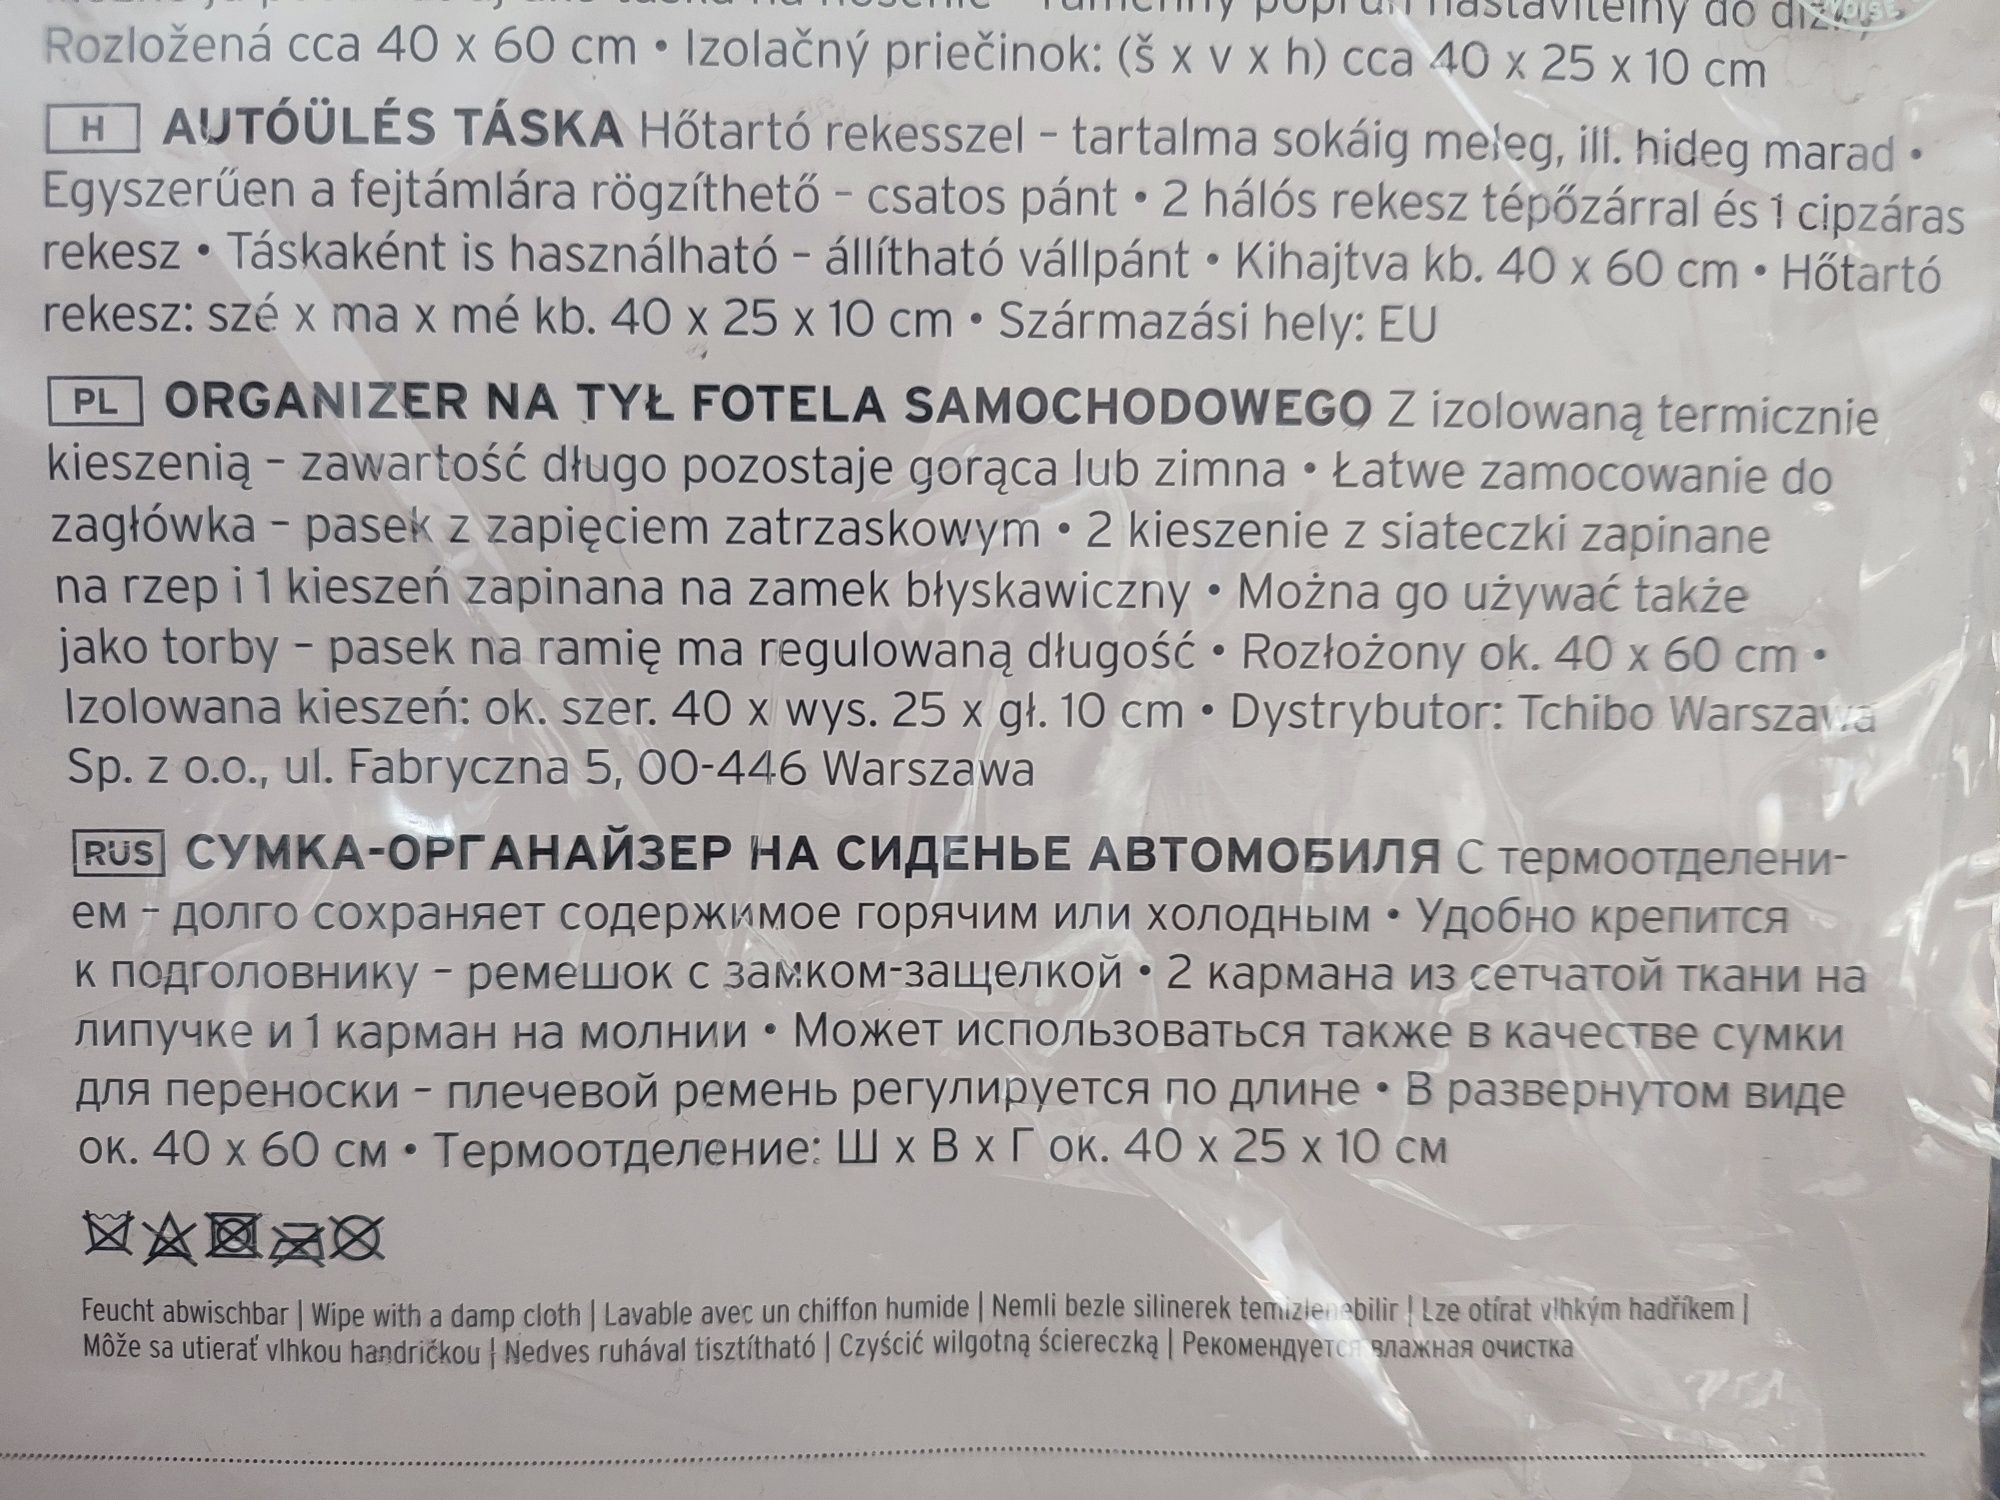 nastaviteľný do
Rozložená cca 40 x 60 cm • Izolačný priečinok: (š x v x h) cca 40 x 25 x 10 cm
H AUTÓÜLÉS TÁSKA Hőtartó rekesszel – tartalma sokáig meleg, ill. hideg marad •
Egyszerűen a fejtámlára rögzíthető – csatos pánt • 2 hálós rekesz tépőzárral és 1 cipzáras
rekesz • Táskaként is használható – állítható vállpánt • Kihajtva kb. 40 x 60 cm • Hőtartó
rekesz: szé x ma x mé kb. 40 x 25 x 10 cm • Származási hely: EU
PL ORGANIZER NA TYŁ FOTELA SAMOCHODOWEGO Z izolowaną termicznie
kieszenią – zawartość długo pozostaje gorąca lub zimna • Łatwe zamocowanie do
zagłówka – pasek z zapięciem zatrzaskowym • 2 kieszenie z siateczki zapinane
na rzep i 1 kieszeń zapinana na zamek błyskawiczny • Można go używać także
jako torby – pasek na ramię ma regulowaną długość • Rozłożony ok. 40 x 60 cm •
Izolowana kieszeń: ok. szer. 40 x wys. 25 x gł. 10 cm • Dystrybutor: Tchibo Warszawa
Sp. z o.o., ul. Fabryczna 5, 00-446 Warszawa
RUS СУМКА-ОРГАНАЙЗЕР НА СИДЕНЬЕ АВТОМОБИЛЯ С термоотделени-
ем – долго сохраняет содержимое горячим или холодным • Удобно крепится
к подголовнику – ремешок с замком-защелкой • 2 кармана из сетчатой ткани на
липучке и 1 карман на молнии • Может использоваться также в качестве сумки
для переноски – плечевой ремень регулируется по длине • В развернутом виде
ок. 40 x 60 см • Термоотделение: Ш x В x Г ок. 40 x 25 x 10 см
Feucht abwischbar | Wipe with a damp cloth | Lavable avec un chiffon humide | Nemli bezle silinerek temizlenebilir | Lze otírat vlhkým hadříkem |
Môže sa utierať vlhkou handričkou | Nedves ruhával tisztítható | Czyścić wilgotną ściereczką | Рекомендуется влажная очистка